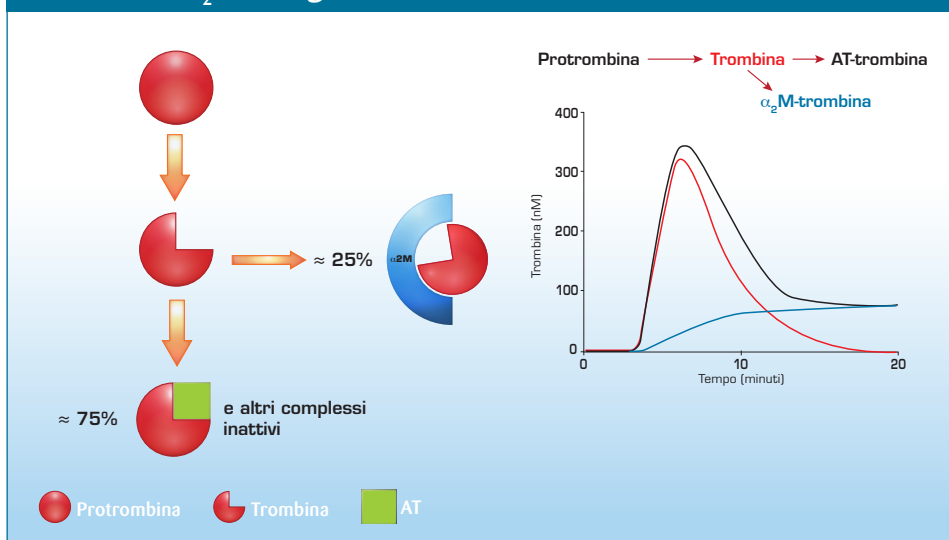 Protrombina Trombina AT-trombina
α₂M-trombina
≈ 25%
α2M
≈ 75%
e altri complessi
inattivi
Trombina (nM)
400
300
200
100
0
0 10 20
Tempo (minuti)
Protrombina Trombina AT